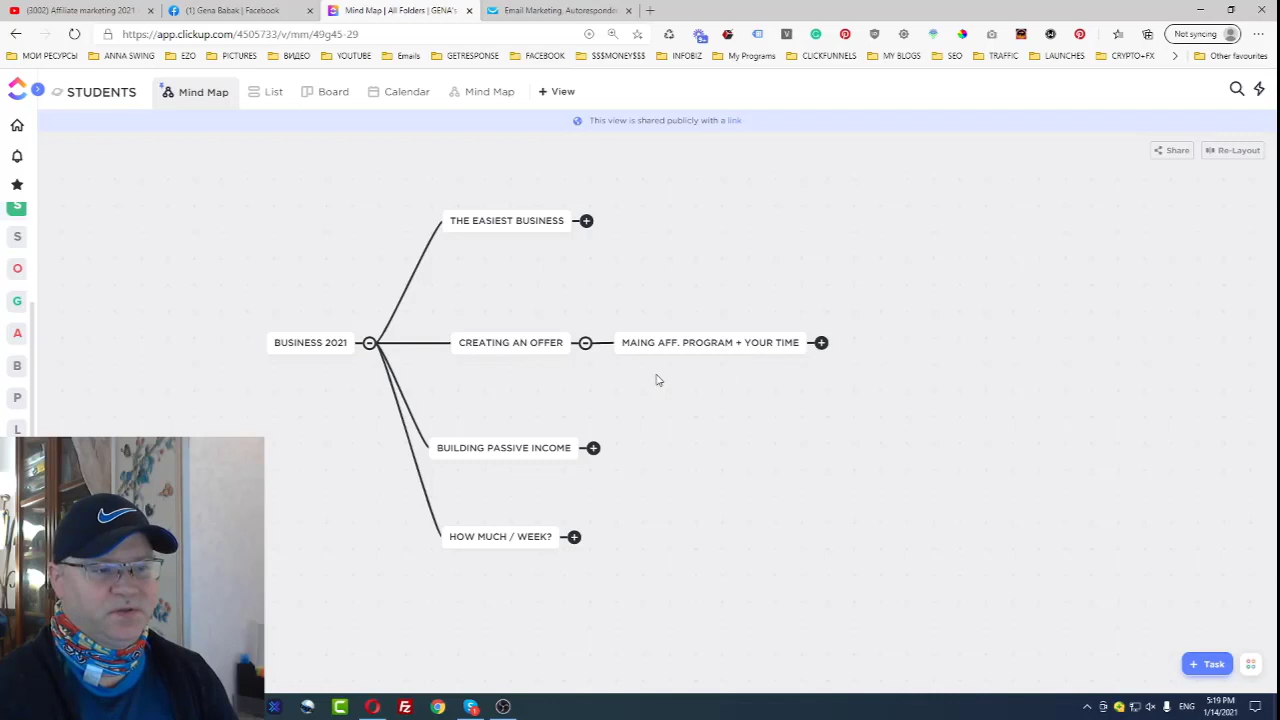 (3002) Affiliate marketing 2021
(1) Gena Babak | Facebook
Mind Map | All Folders | GENA's
Email Marketing, Autoresponder
https://app.clickup.com/4505733/v/mm/49g45-29
Not syncing
МОИ РЕСУРСЫ
ANNA SWING
EZO
PICTURES
ВИДЕО
YOUTUBE
Emails
GETRESPONSE
FACEBOOK
$$$MONEY$$$
INFOBIZ
My Programs
CLICKFUNNELS
MY BLOGS
SEO
TRAFFIC
LAUNCHES
CRYPTO+FX
Other favourites
STUDENTS
Mind Map
List
Board
Calendar
Mind Map
+ View
This view is shared publicly with a link
Share
Re-Layout
S
S
O
G
A
B
P
L
THE EASIEST BUSINESS
BUSINESS 2021
CREATING AN OFFER
MAING AFF. PROGRAM + YOUR TIME
BUILDING PASSIVE INCOME
HOW MUCH / WEEK?
+ Task
ENG
5:19 PM
1/14/2021